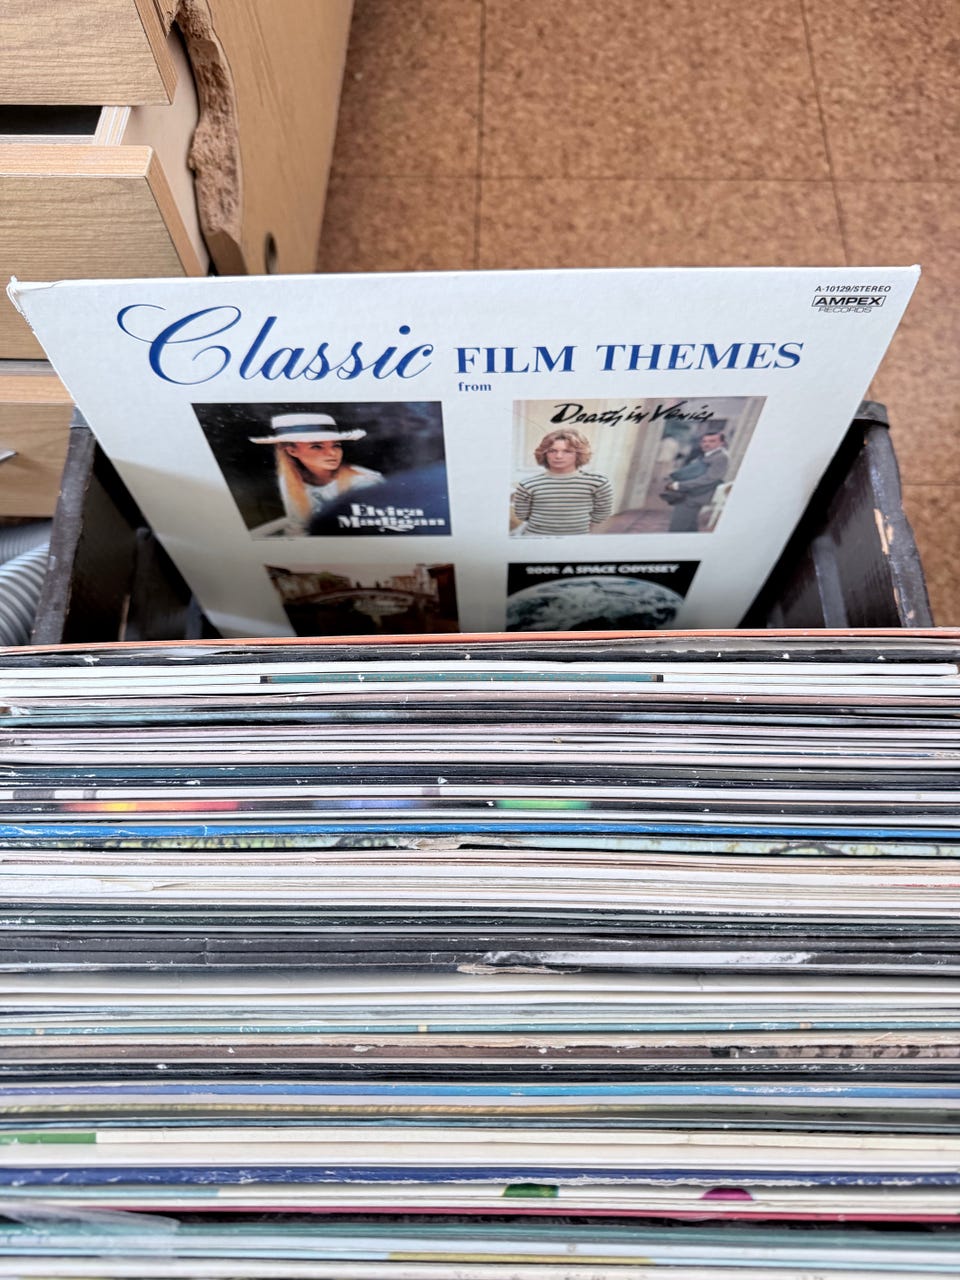 A-10129/STEREO
AMPEX
RECORDS
Classic FILM THEMES
from
Death in Venice
Elvira
Madigan
2001: A SPACE ODYSSEY